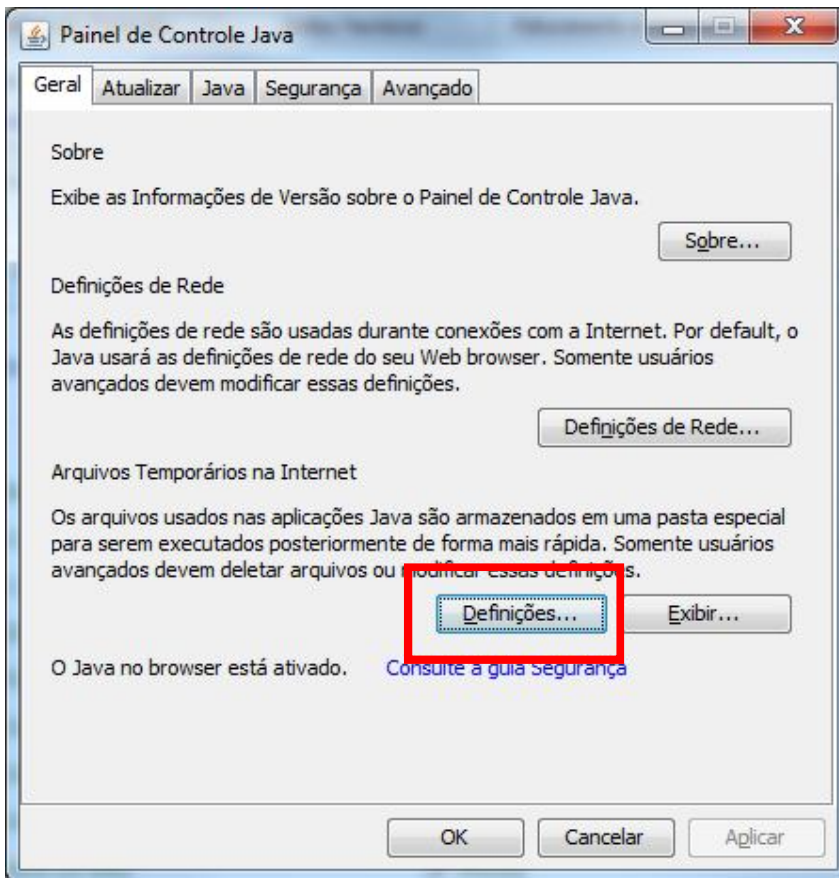 Painel de Controle Java
Geral Atualizar Java Segurança Avançado
Sobre
Exibe as Informações de Versão sobre o Painel de Controle Java.
Sobre...
Definições de Rede
As definições de rede são usadas durante conexões com a Internet. Por default, o
Java usará as definições de rede do seu Web browser. Somente usuários
avançados devem modificar essas definições.
Definições de Rede...
Arquivos Temporários na Internet
Os arquivos usados nas aplicações Java são armazenados em uma pasta especial
para serem executados posteriormente de forma mais rápida. Somente usuários
avançados devem deletar arquivos ou modificar essas definições.
Definições... Exibir...
O Java no browser está ativado. Consulte a guia Segurança
OK Cancelar Aplicar